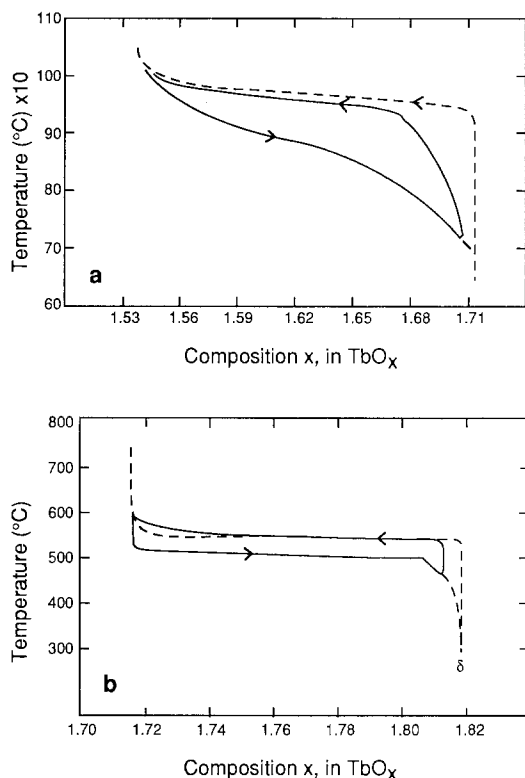 110
100
90
80
70
60
Temperature (°C) x10
a
1.53 1.56 1.59 1.62 1.65 1.68 1.71
Composition x, in TbOₓ
800
700
600
500
400
300
Temperature (°C)
b
δ
1.70 1.72 1.74 1.76 1.78 1.80 1.82
Composition x, in TbOₓ